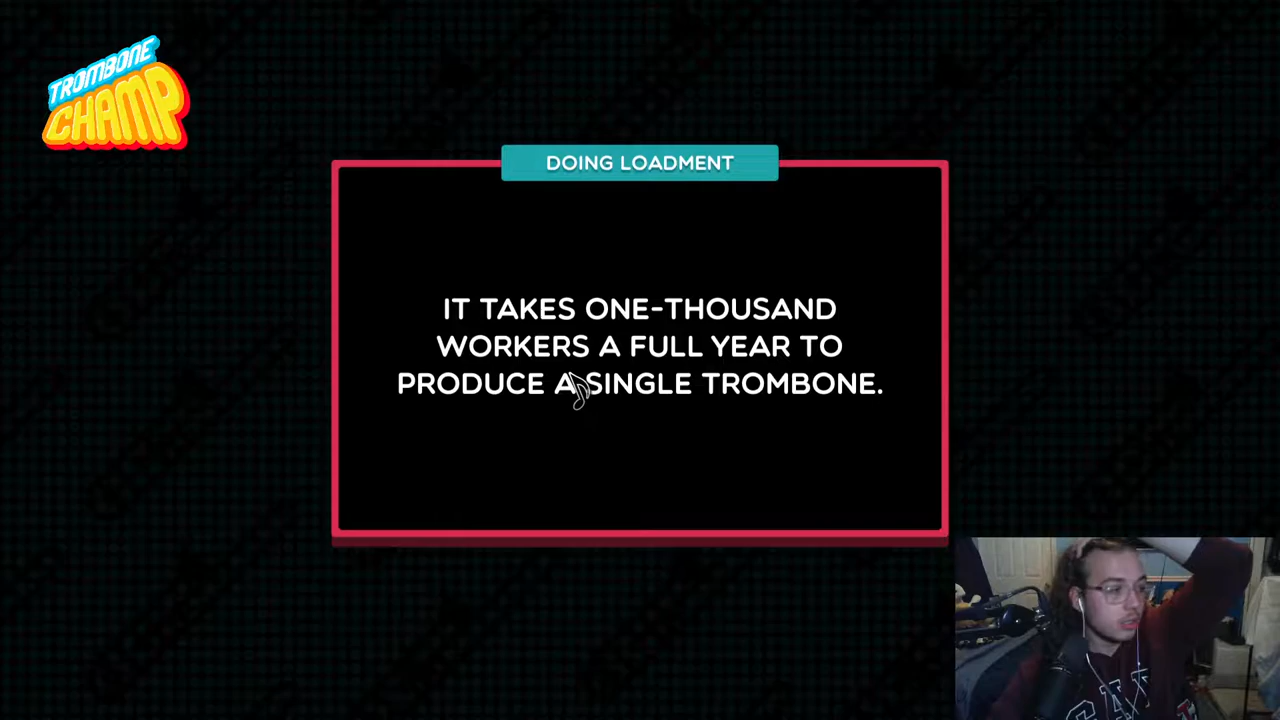 TROMBONE
CHAMP
DOING LOADMENT
IT TAKES ONE-THOUSAND
WORKERS A FULL YEAR TO
PRODUCE A SINGLE TROMBONE.